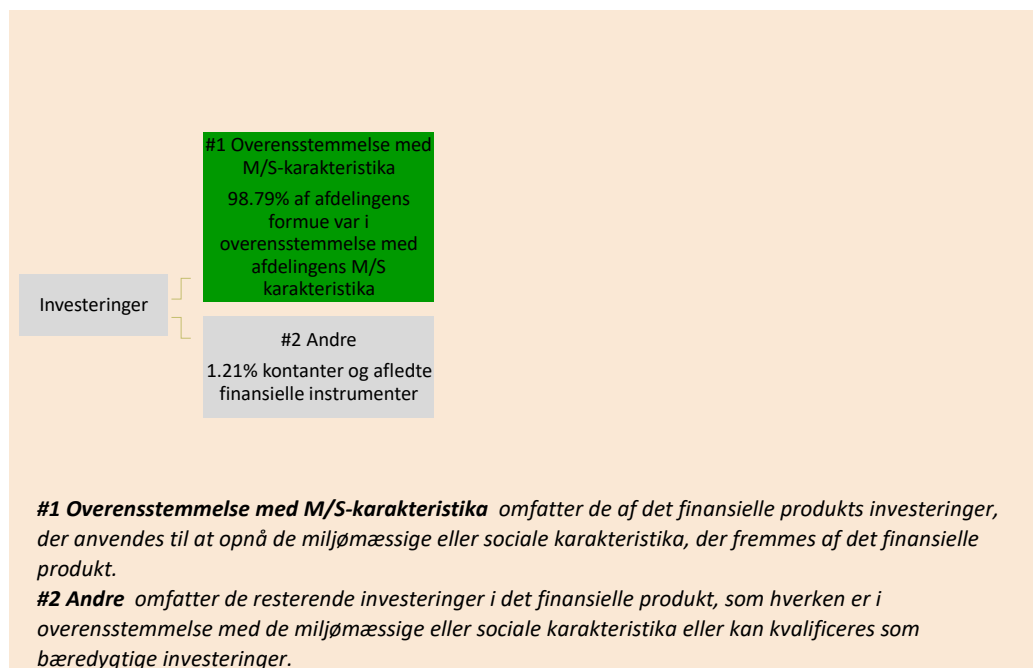 #1 Overensstemmelse med
M/S-karakteristika
98.79% af afdelingens
formue var i
overensstemmelse med
afdelingens M/S
karakteristika
Investeringer
#2 Andre
1.21% kontanter og afledte
finansielle instrumenter
#1 Overensstemmelse med M/S-karakteristika omfatter de af det finansielle produkts investeringer,
der anvendes til at opnå de miljømæssige eller sociale karakteristika, der fremmes af det finansielle
produkt.
#2 Andre omfatter de resterende investeringer i det finansielle produkt, som hverken er i
overensstemmelse med de miljømæssige eller sociale karakteristika eller kan kvalificeres som
bæredygtige investeringer.